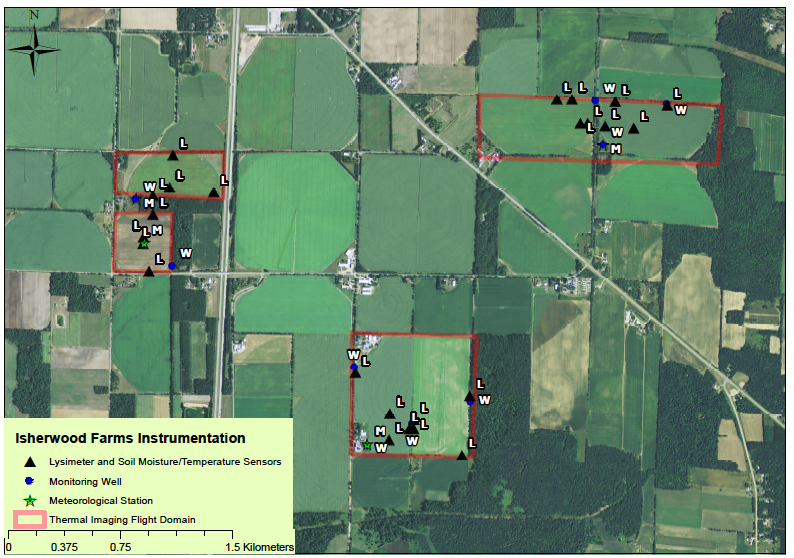 N
L L W L L
L L W L W
L M
L
L L L
W
M L
L L M
L W
W L
L
W
L L
L L L
M W L
W
Isherwood Farms Instrumentation
Lysimeter and Soil Moisture/Temperature Sensors
Monitoring Well
Meteorological Station
Thermal Imaging Flight Domain
0 0.375 0.75 1.5 Kilometers